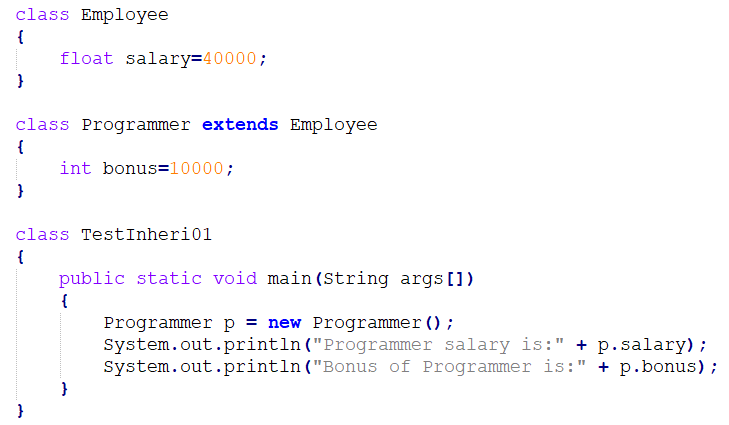 class Employee
{
    float salary=40000;
}

class Programmer extends Employee
{
    int bonus=10000;
}

class TestInheri01
{
    public static void main(String args[])
    {
        Programmer p = new Programmer();
        System.out.println("Programmer salary is:" + p.salary);
        System.out.println("Bonus of Programmer is:" + p.bonus);
    }
}